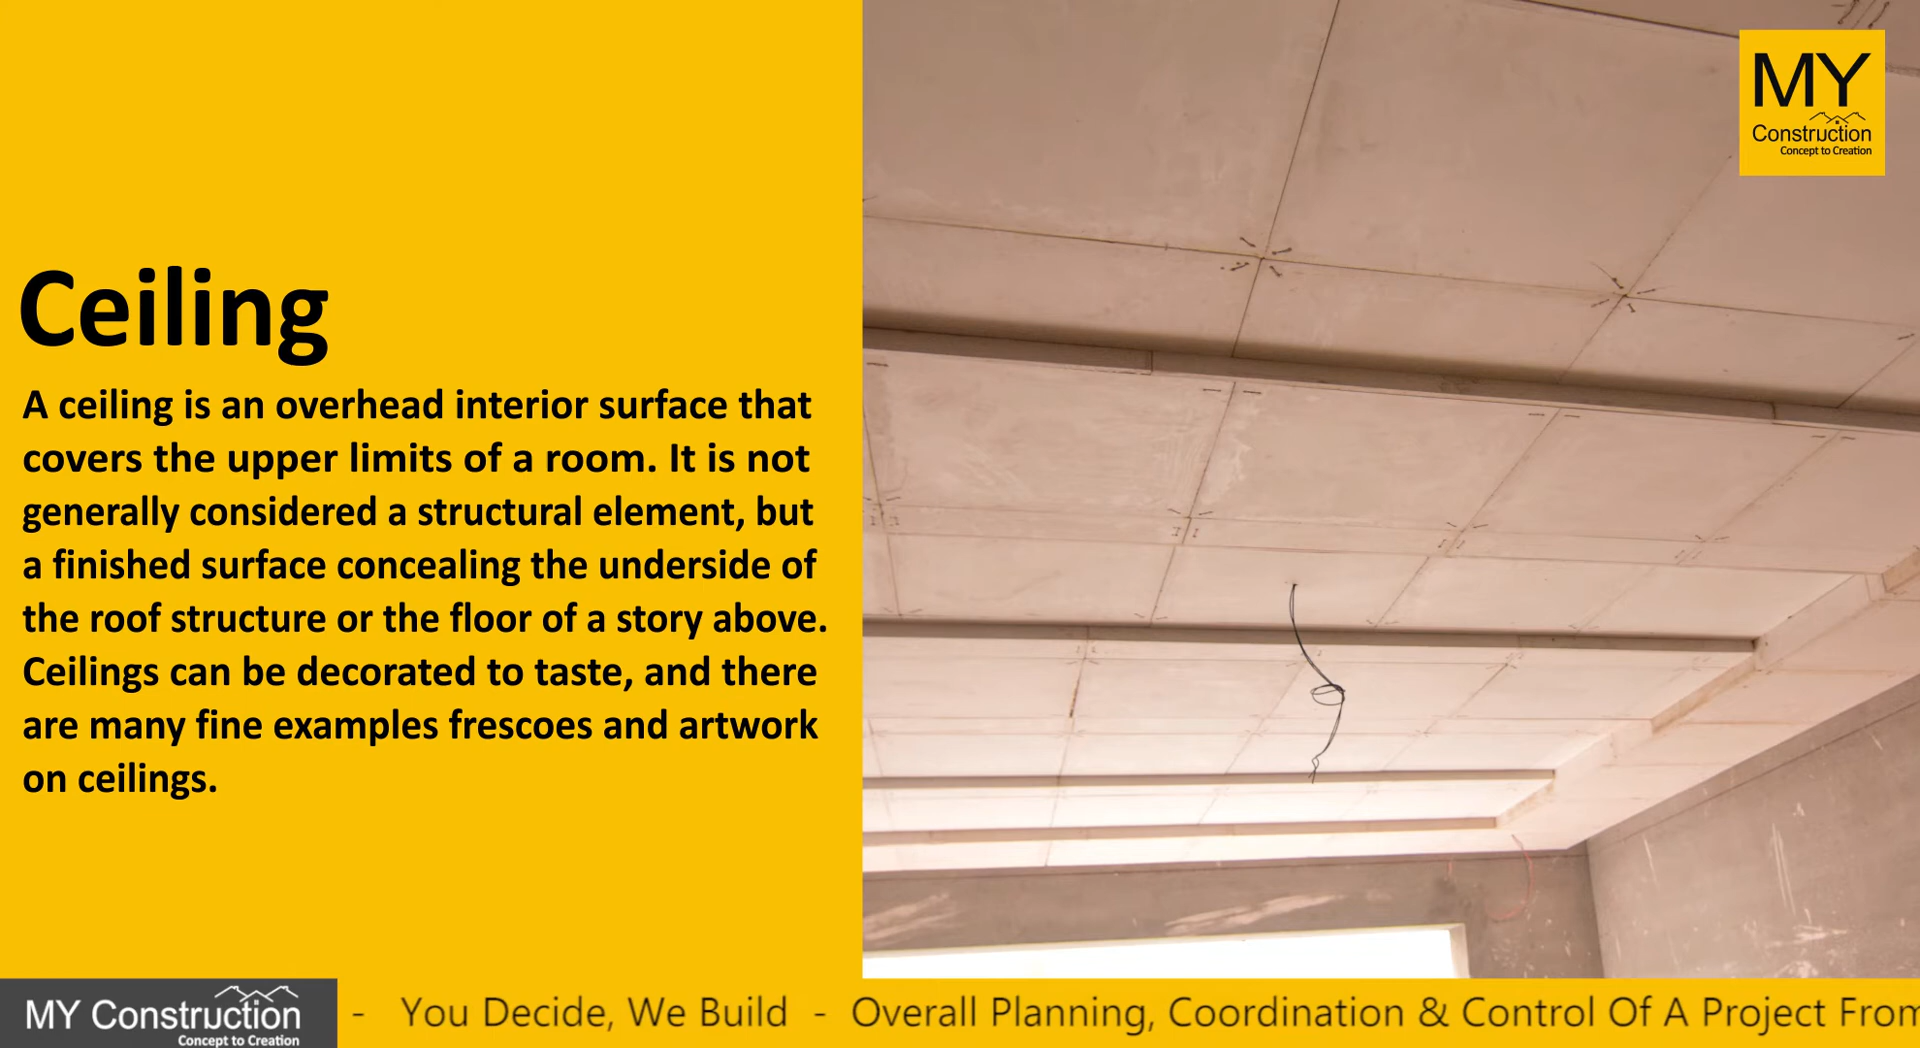 MY
Construction
Concept to Creation
Ceiling
A ceiling is an overhead interior surface that
covers the upper limits of a room. It is not
generally considered a structural element, but
a finished surface concealing the underside of
the roof structure or the floor of a story above.
Ceilings can be decorated to taste, and there
are many fine examples frescoes and artwork
on ceilings.
MY Construction
Concept to Creation
- You Decide, We Build - Overall Planning, Coordination & Control Of A Project From